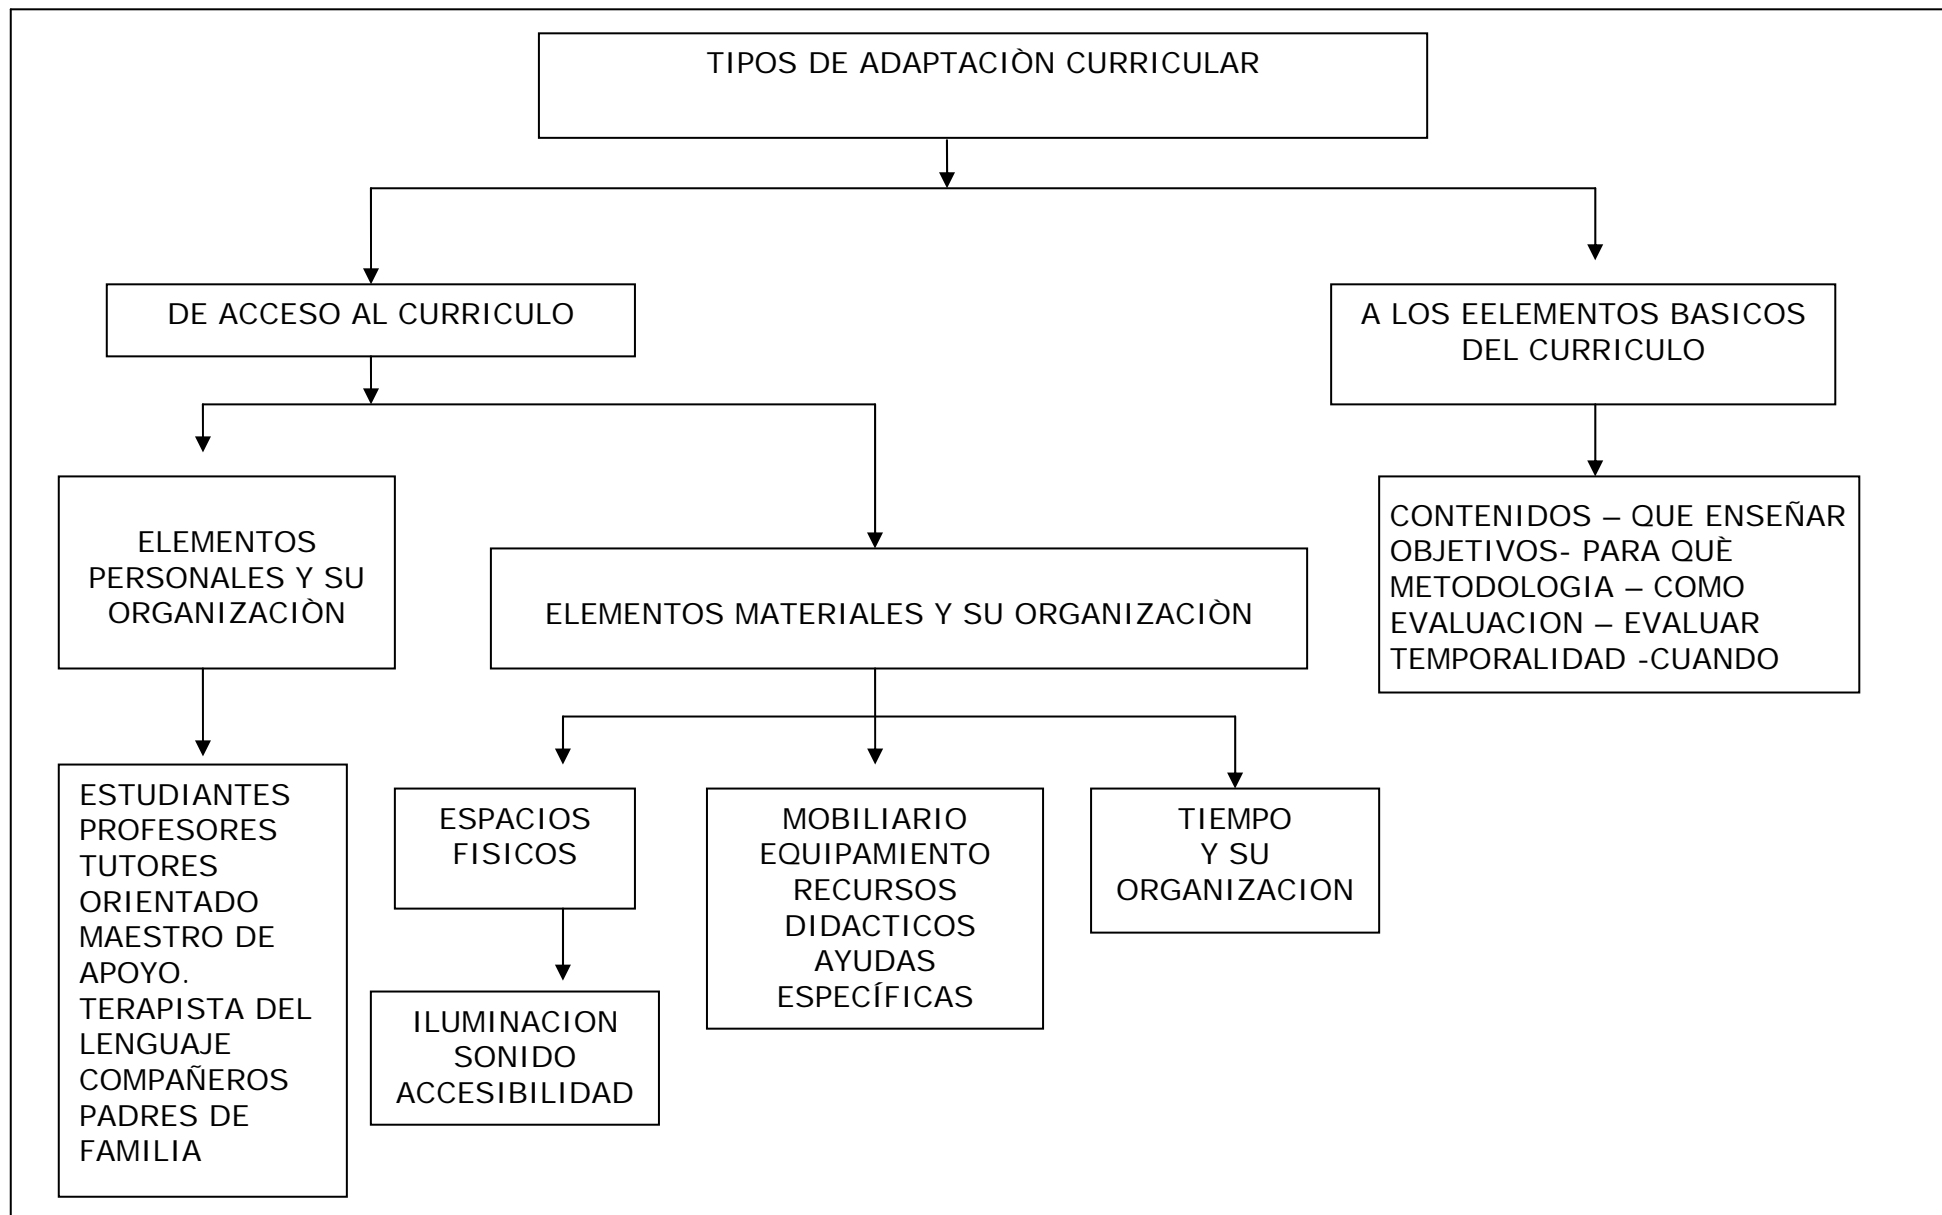 TIPOS DE ADAPTACIÒN CURRICULAR
DE ACCESO AL CURRICULO
A LOS EELEMENTOS BASICOS
DEL CURRICULO
ELEMENTOS
PERSONALES Y SU
ORGANIZACIÒN
ELEMENTOS MATERIALES Y SU ORGANIZACIÒN
CONTENIDOS – QUE ENSEÑAR
OBJETIVOS- PARA QUÈ
METODOLOGIA – COMO
EVALUACION – EVALUAR
TEMPORALIDAD -CUANDO
ESTUDIANTES
PROFESORES
TUTORES
ORIENTADO
MAESTRO DE
APOYO.
TERAPISTA DEL
LENGUAJE
COMPAÑEROS
PADRES DE
FAMILIA
ESPACIOS
FISICOS
ILUMINACION
SONIDO
ACCESIBILIDAD
MOBILIARIO
EQUIPAMIENTO
RECURSOS
DIDACTICOS
AYUDAS
ESPECÍFICAS
TIEMPO
Y SU
ORGANIZACION